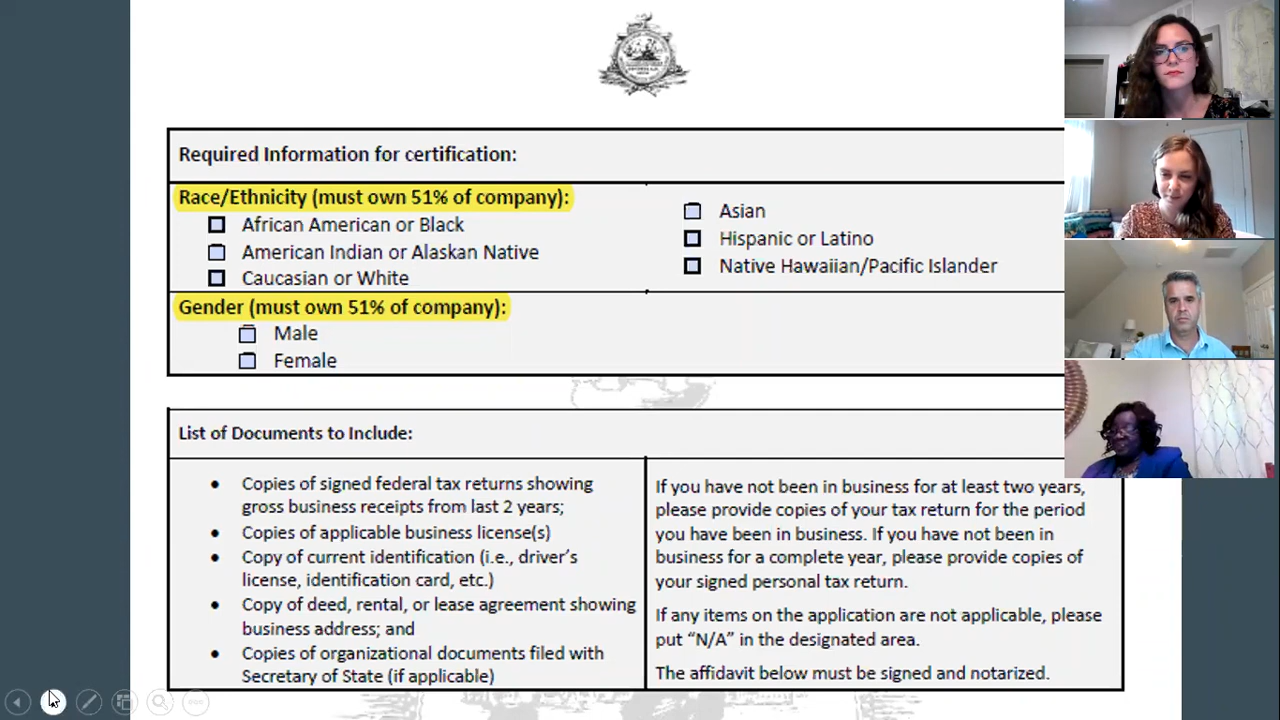 Required Information for certification:
Race/Ethnicity (must own 51% of company):
African American or Black
American Indian or Alaskan Native
Caucasian or White
Asian
Hispanic or Latino
Native Hawaiian/Pacific Islander
Gender (must own 51% of company):
Male
Female
List of Documents to Include:
Copies of signed federal tax returns showing
gross business receipts from last 2 years;
Copies of applicable business license(s)
Copy of current identification (i.e., driver's
license, identification card, etc.)
Copy of deed, rental, or lease agreement showing
business address; and
Copies of organizational documents filed with
Secretary of State (if applicable)
If you have not been in business for at least two years,
please provide copies of your tax return for the period
you have been in business. If you have not been in
business for a complete year, please provide copies of
your signed personal tax return.
If any items on the application are not applicable, please
put “N/A” in the designated area.
The affidavit below must be signed and notarized.